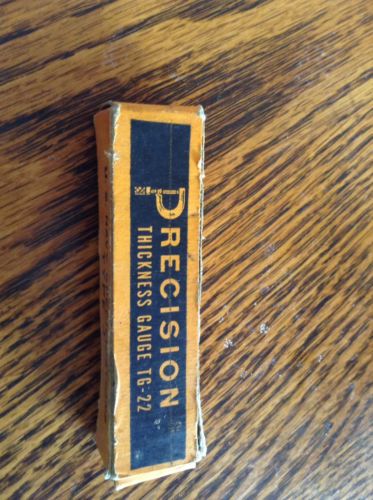 PRECISION
THICKNESS GAUGE TG-22